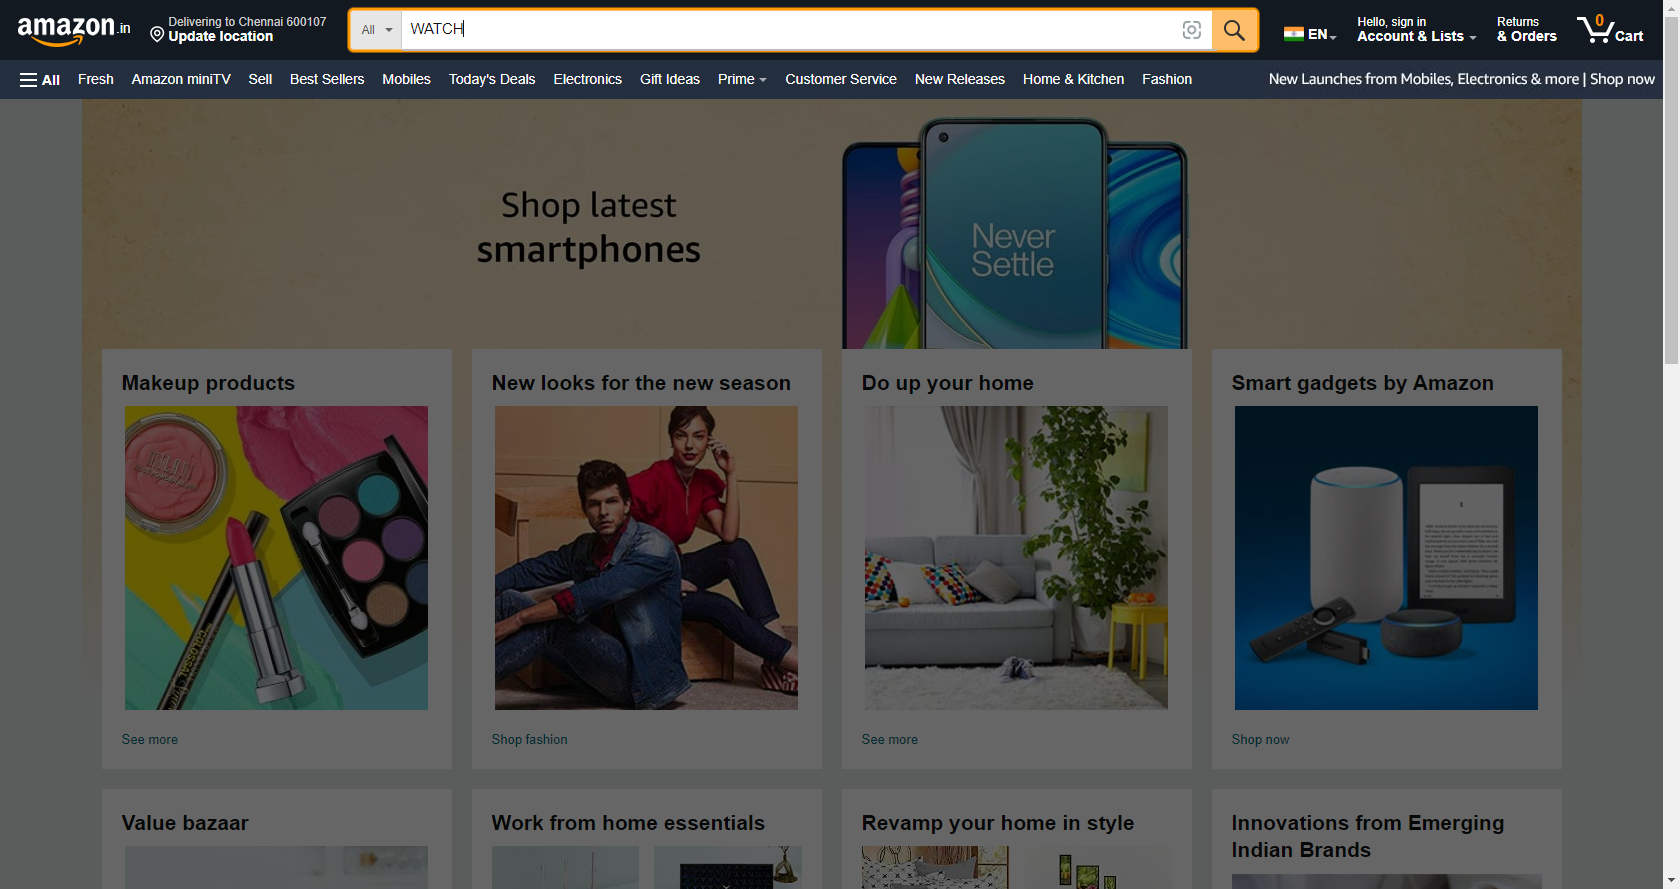 amazon.in
Delivering to Chennai 600107
Update location
All
WATCH
EN
Hello, sign in
Account & Lists
Returns
& Orders
0
Cart
All
Fresh
Amazon miniTV
Sell
Best Sellers
Mobiles
Today's Deals
Electronics
Gift Ideas
Prime
Customer Service
New Releases
Home & Kitchen
Fashion
New Launches from Mobiles, Electronics & more | Shop now
Shop latest
smartphones
Never
Settle
Makeup products
New looks for the new season
Do up your home
Smart gadgets by Amazon
See more
Shop fashion
See more
Shop now
Value bazaar
Work from home essentials
Revamp your home in style
Innovations from Emerging
Indian Brands